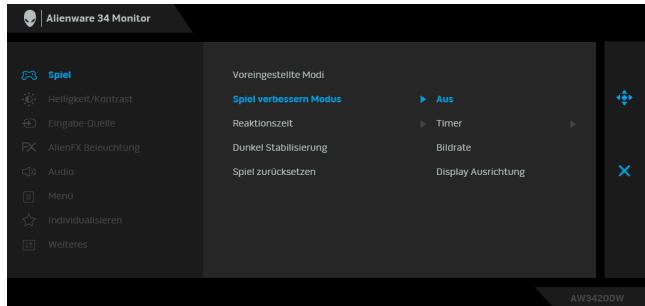 Alienware 34 Monitor
Spiel
Helligkeit/Kontrast
Eingabe-Quelle
AlienFX Beleuchtung
Audio
Menü
Individualisieren
Weiteres
Voreingestellte Modi
Spiel verbessern Modus
Reaktionszeit
Dunkel Stabilisierung
Spiel zurücksetzen
Aus
Timer
Bildrate
Display Ausrichtung
AW3420DW